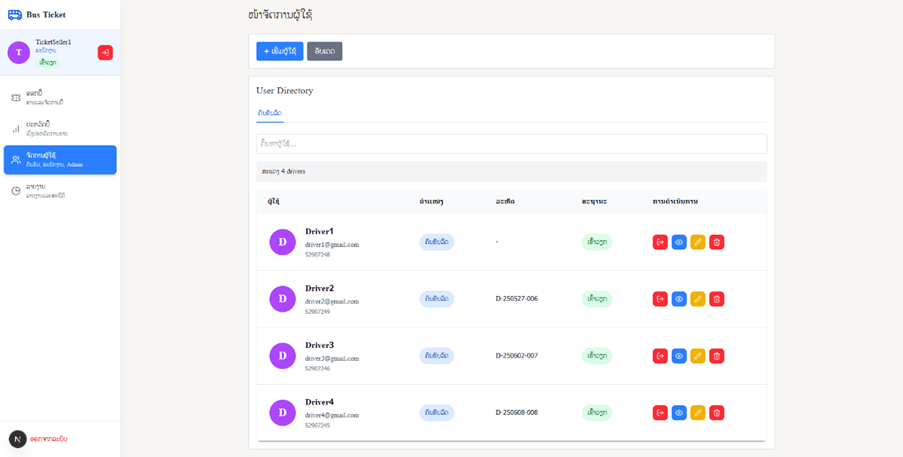 Bus Ticket
TicketSeller1
ພະນັກງານ
ເຂົ້າວຽກ
ອອກປີ້
ຂາຍແລະຈັດການປີ້
ປະຫວັດປີ້
ເບິ່ງປະຫວັດການຂາຍ
ຈັດການຜູ້ໃຊ້
ຄົນຂັບ, ພະນັກງານ, Admin
ລາຍງານ
ລາຍງານແລະສະຖິຕິ
N ອອກຈາກລະບົບ
ໜ້າຈັດການຜູ້ໃຊ້
+ ເພີ່ມຜູ້ໃຊ້ ອັບເດດ
User Directory
ຄົນຂັບລົດ
ຄົ້ນຫາຜູ້ໃຊ້...
ສະແດງ 4 drivers
ຜູ້ໃຊ້ ຕຳແໜ່ງ ລະຫັດ ສະຖານະ ການດຳເນີນການ
D Driver1 ຄົນຂັບລົດ - ເຂົ້າວຽກ
driver1@gmail.com
52907248
D Driver2 ຄົນຂັບລົດ D-250527-006 ເຂົ້າວຽກ
driver2@gmail.com
52907249
D Driver3 ຄົນຂັບລົດ D-250602-007 ເຂົ້າວຽກ
driver3@gmail.com
52907246
D Driver4 ຄົນຂັບລົດ D-250608-008 ເຂົ້າວຽກ
driver4@gmail.com
52907245